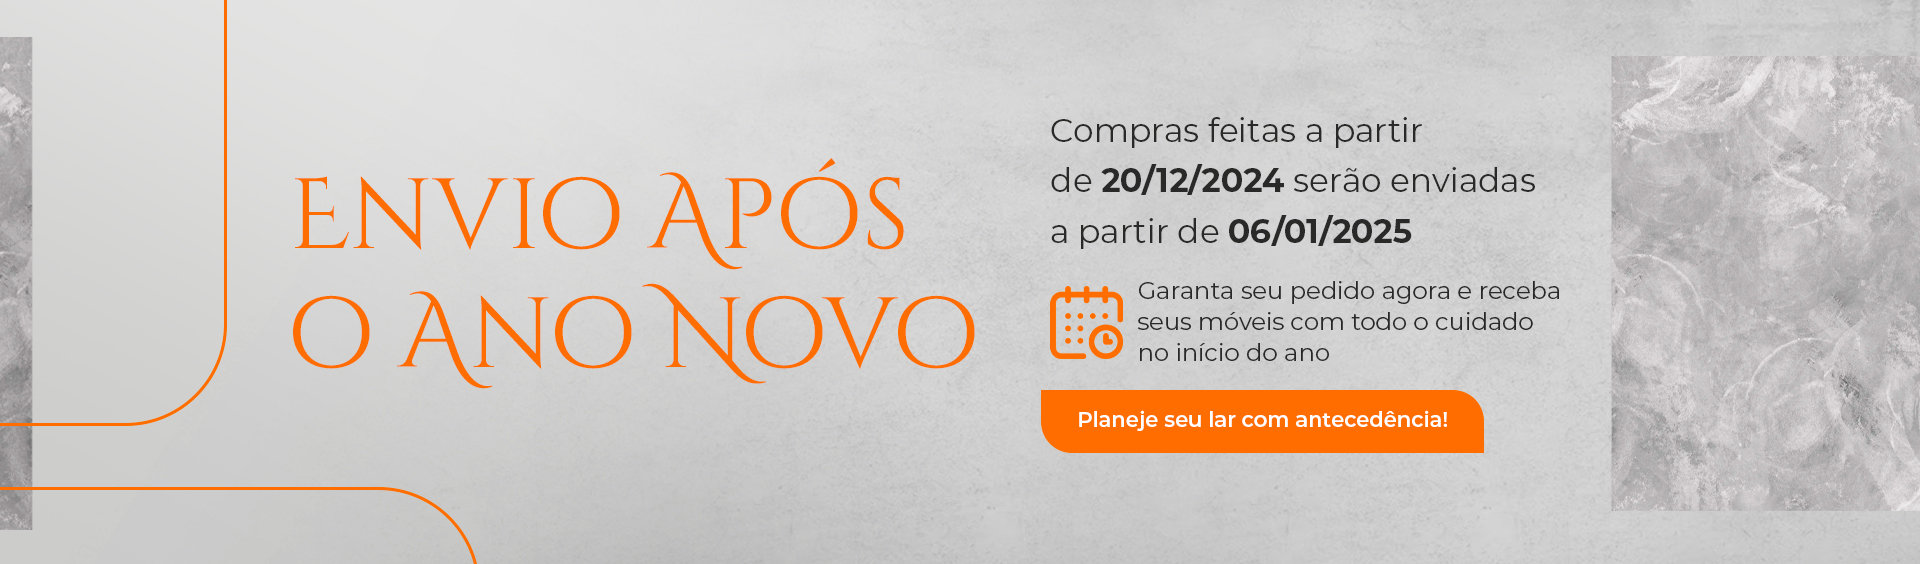 Envio Após
o Ano Novo
Compras feitas a partir
de 20/12/2024 serão enviadas
a partir de 06/01/2025
Garanta seu pedido agora e receba
seus móveis com todo o cuidado
no início do ano
Planeje seu lar com antecedência!